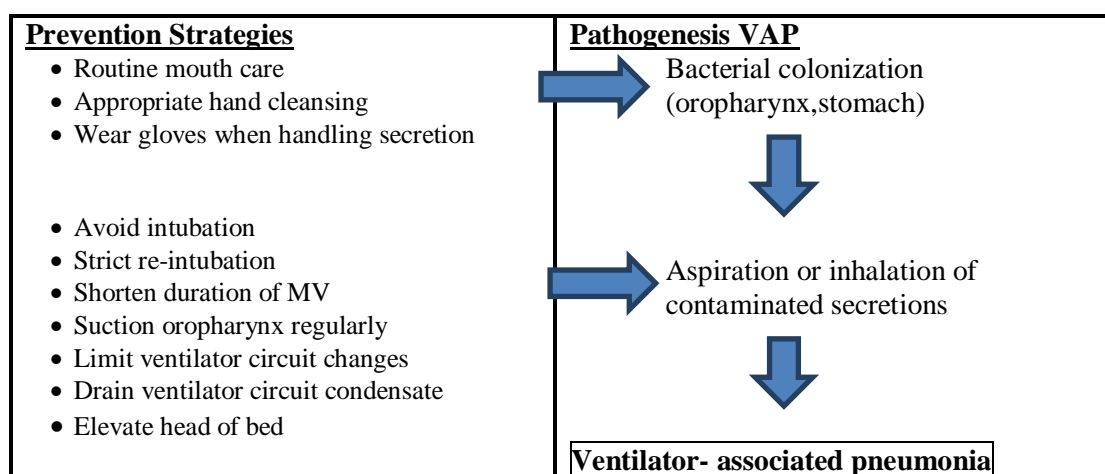 Prevention Strategies
• Routine mouth care
• Appropriate hand cleansing
• Wear gloves when handling secretion
• Avoid intubation
• Strict re-intubation
• Shorten duration of MV
• Suction oropharynx regularly
• Limit ventilator circuit changes
• Drain ventilator circuit condensate
• Elevate head of bed
Pathogenesis VAP
Bacterial colonization
(oropharynx,stomach)
Aspiration or inhalation of
contaminated secretions
Ventilator- associated pneumonia